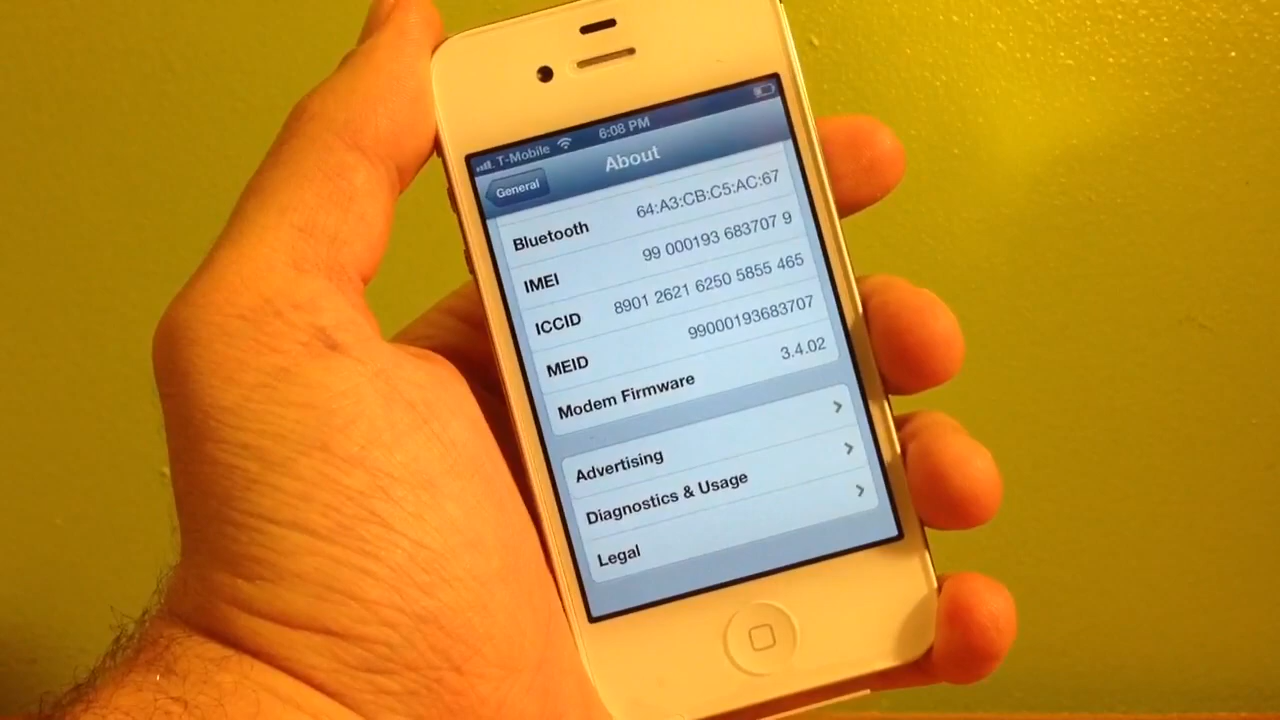 T-Mobile 6:08 PM
General About
Bluetooth 64:A3:CB:C5:AC:67
IMEI 99 000193 683707 9
ICCID 8901 2621 6250 5855 465
MEID 99000193683707
Modem Firmware 3.4.02
Advertising
Diagnostics & Usage
Legal